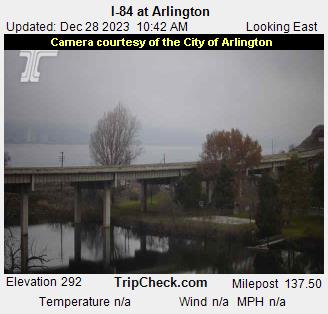 I-84 at Arlington
Updated: Dec 28 2023 10:42 AM Looking East
Camera courtesy of the City of Arlington
Elevation 292 TripCheck.com Milepost 137.50
Temperature n/a Wind n/a MPH n/a